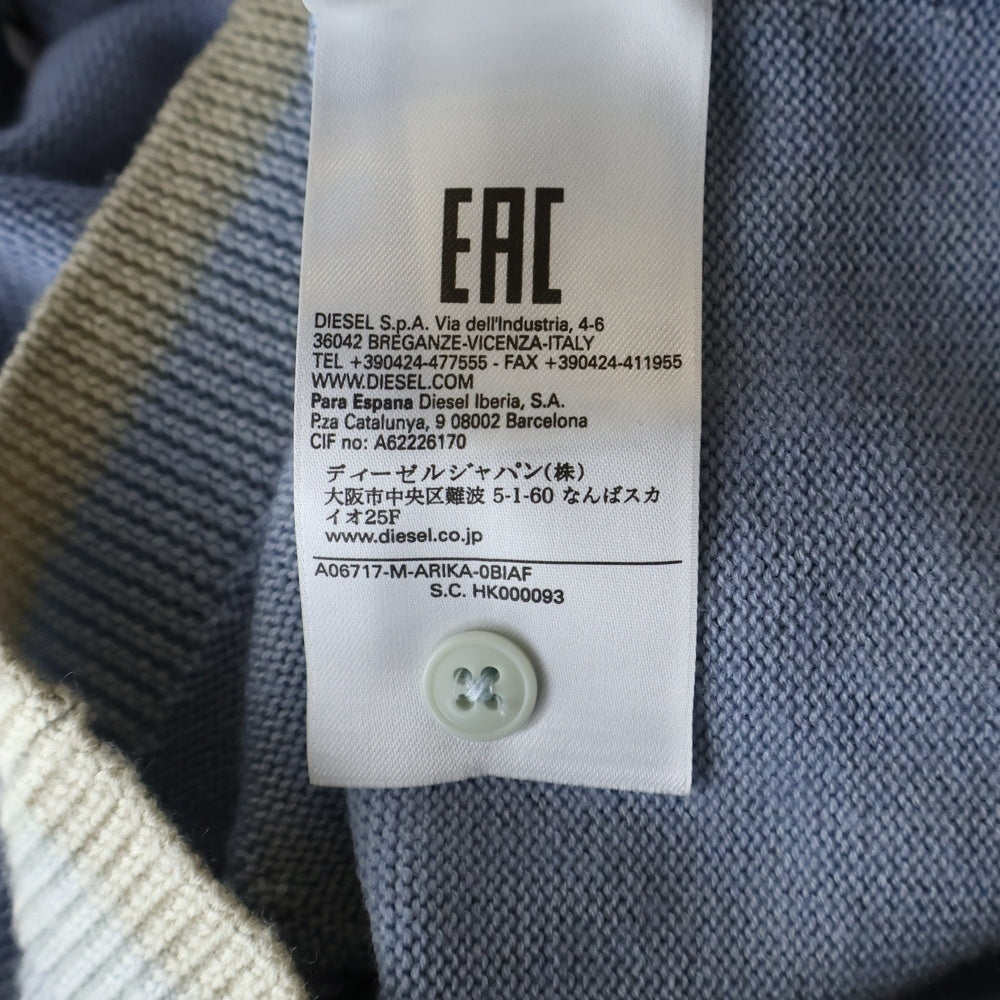 EAC
DIESEL S.p.A. Via dell'Industria, 4-6
36042 BREGANZE-VICENZA-ITALY
TEL +390424-477555 - FAX +390424-411955
WWW.DIESEL.COM
Para Espana Diesel Iberia, S.A.
P.za Catalunya, 9 08002 Barcelona
CIF no: A62226170
ディーゼルジャパン(株)
大阪市中央区難波 5-1-60 なんばスカ
イオ25F
www.diesel.co.jp
A06717-M-ARIKA-0BIAF
S.C. HK000093